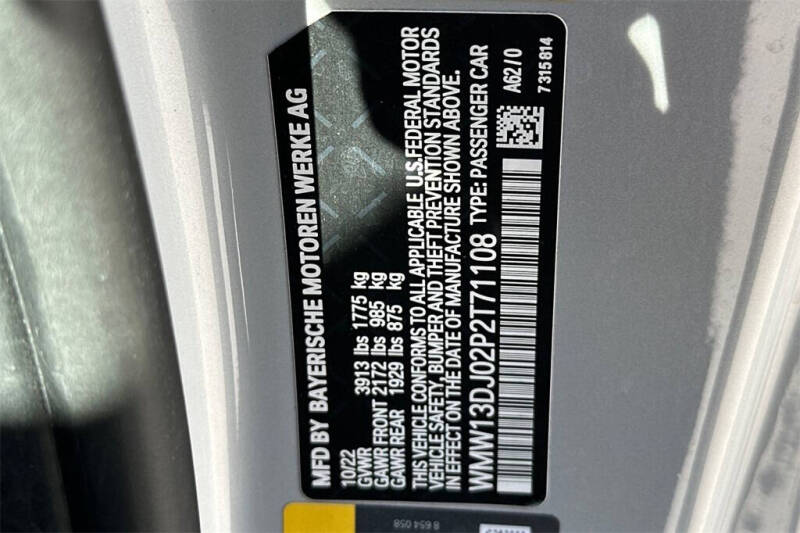 MFD BY BAYERISCHE MOTOREN WERKE AG
10/22
GVWR 3913 lbs 1775 kg
GAWR FRONT 2172 lbs 985 kg
GAWR REAR 1929 lbs 875 kg
THIS VEHICLE CONFORMS TO ALL APPLICABLE U.S.FEDERAL MOTOR
VEHICLE SAFETY, BUMPER AND THEFT PREVENTION STANDARDS
IN EFFECT ON THE DATE OF MANUFACTURE SHOWN ABOVE.
WMW13DJ02P2T71108 TYPE: PASSENGER CAR
A62/0
7 315 814
8 654 058